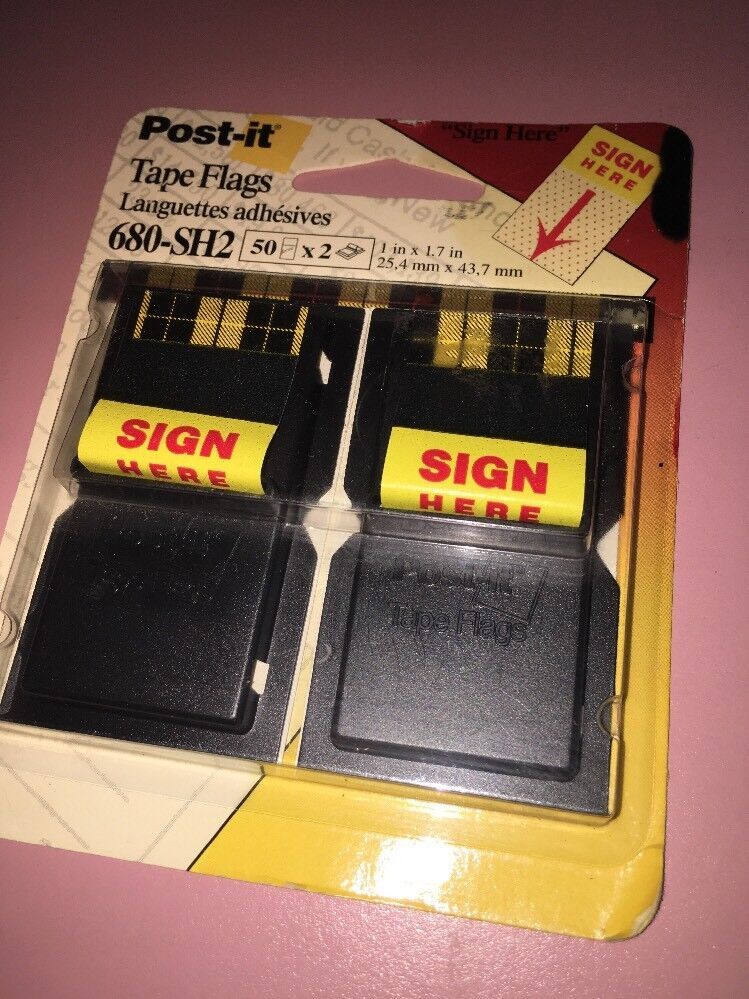 Post-it®
"Sign Here"
SIGN
HERE
Tape Flags
Languettes adhésives
680-SH2 50 x 2
1 in x 1.7 in
25,4 mm x 43,7 mm
SIGN
HERE
SIGN
HERE
Post-it
Tape Flags